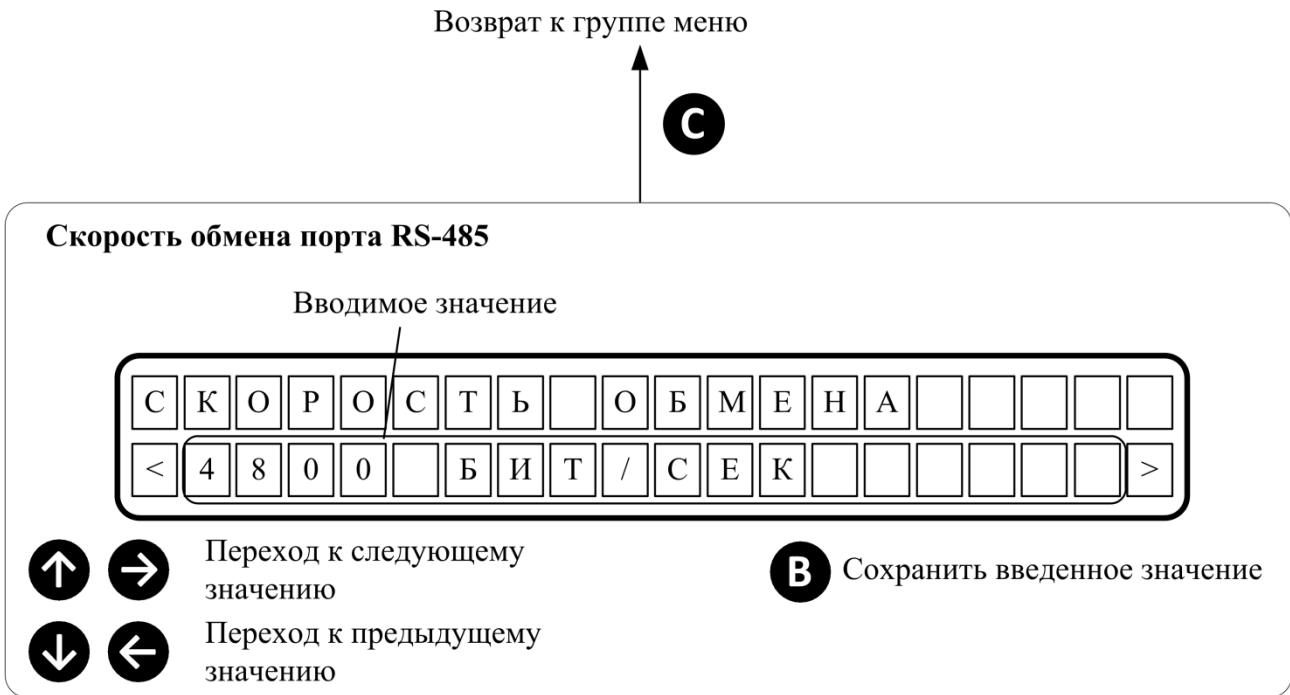 Возврат к группе меню
C
Скорость обмена порта RS-485
Вводимое значение
СКОРОСТЬ ОБМЕНА
<4800 БИТ/СЕК >
↑ → Переход к следующему
значению
B Сохранить введенное значение
↓ ← Переход к предыдущему
значению